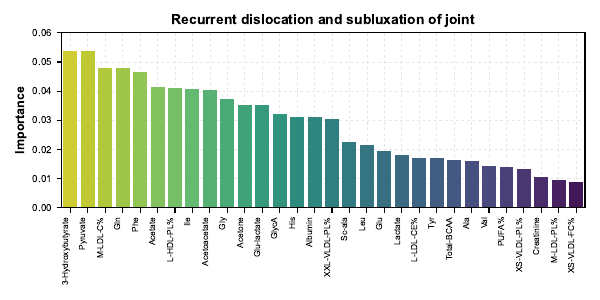 Recurrent dislocation and subluxation of joint
Importance
0.06
0.05
0.04
0.03
0.02
0.01
0.00
3-Hydroxybutyrate
Pyruvate
M-LDL-C%
Gln
Phe
Acetate
L-HDL-PL%
Ile
Acetoacetate
Gly
Acetone
Glu-lactate
GlycA
His
Albumin
XXL-VLDL-PL%
Sc-ala
Leu
Glu
Lactate
L-LDL-CE%
Tyr
Total-BCAA
Ala
Val
PUFA%
XS-VLDL-PL%
Creatinine
M-LDL-PL%
XS-VLDL-FC%